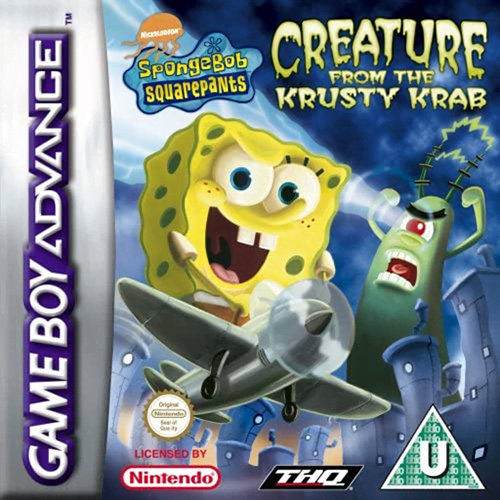 GAME BOY ADVANCE
NICKELODEON
SpongeBob
SQUAREPANTS
CREATURE
FROM THE
KRUSTY KRAB
Original
Nintendo
Seal of
Quality
LICENSED BY
Nintendo
THQ
U